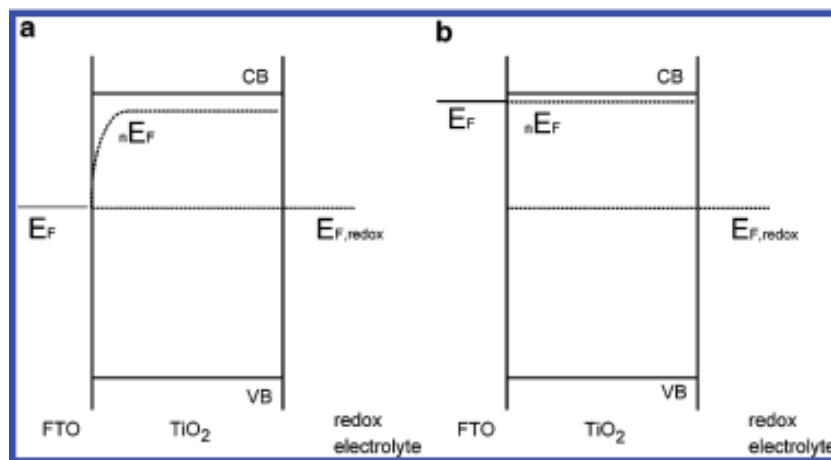 a
CB
nEF
EF
EF,redox
VB
FTO
TiO2
redox
electrolyte
b
CB
EF
nEF
EF,redox
VB
FTO
TiO2
redox
electrolyte